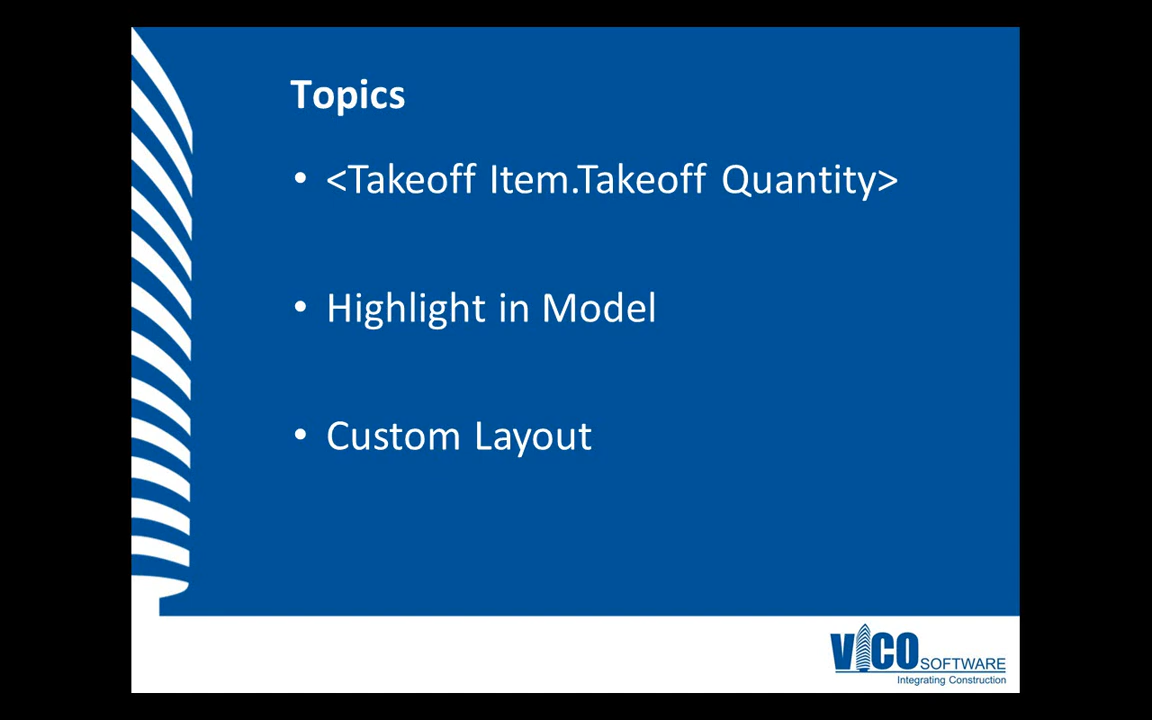 Topics
• <Takeoff Item.Takeoff Quantity>
• Highlight in Model
• Custom Layout
VICO SOFTWARE
Integrating Construction